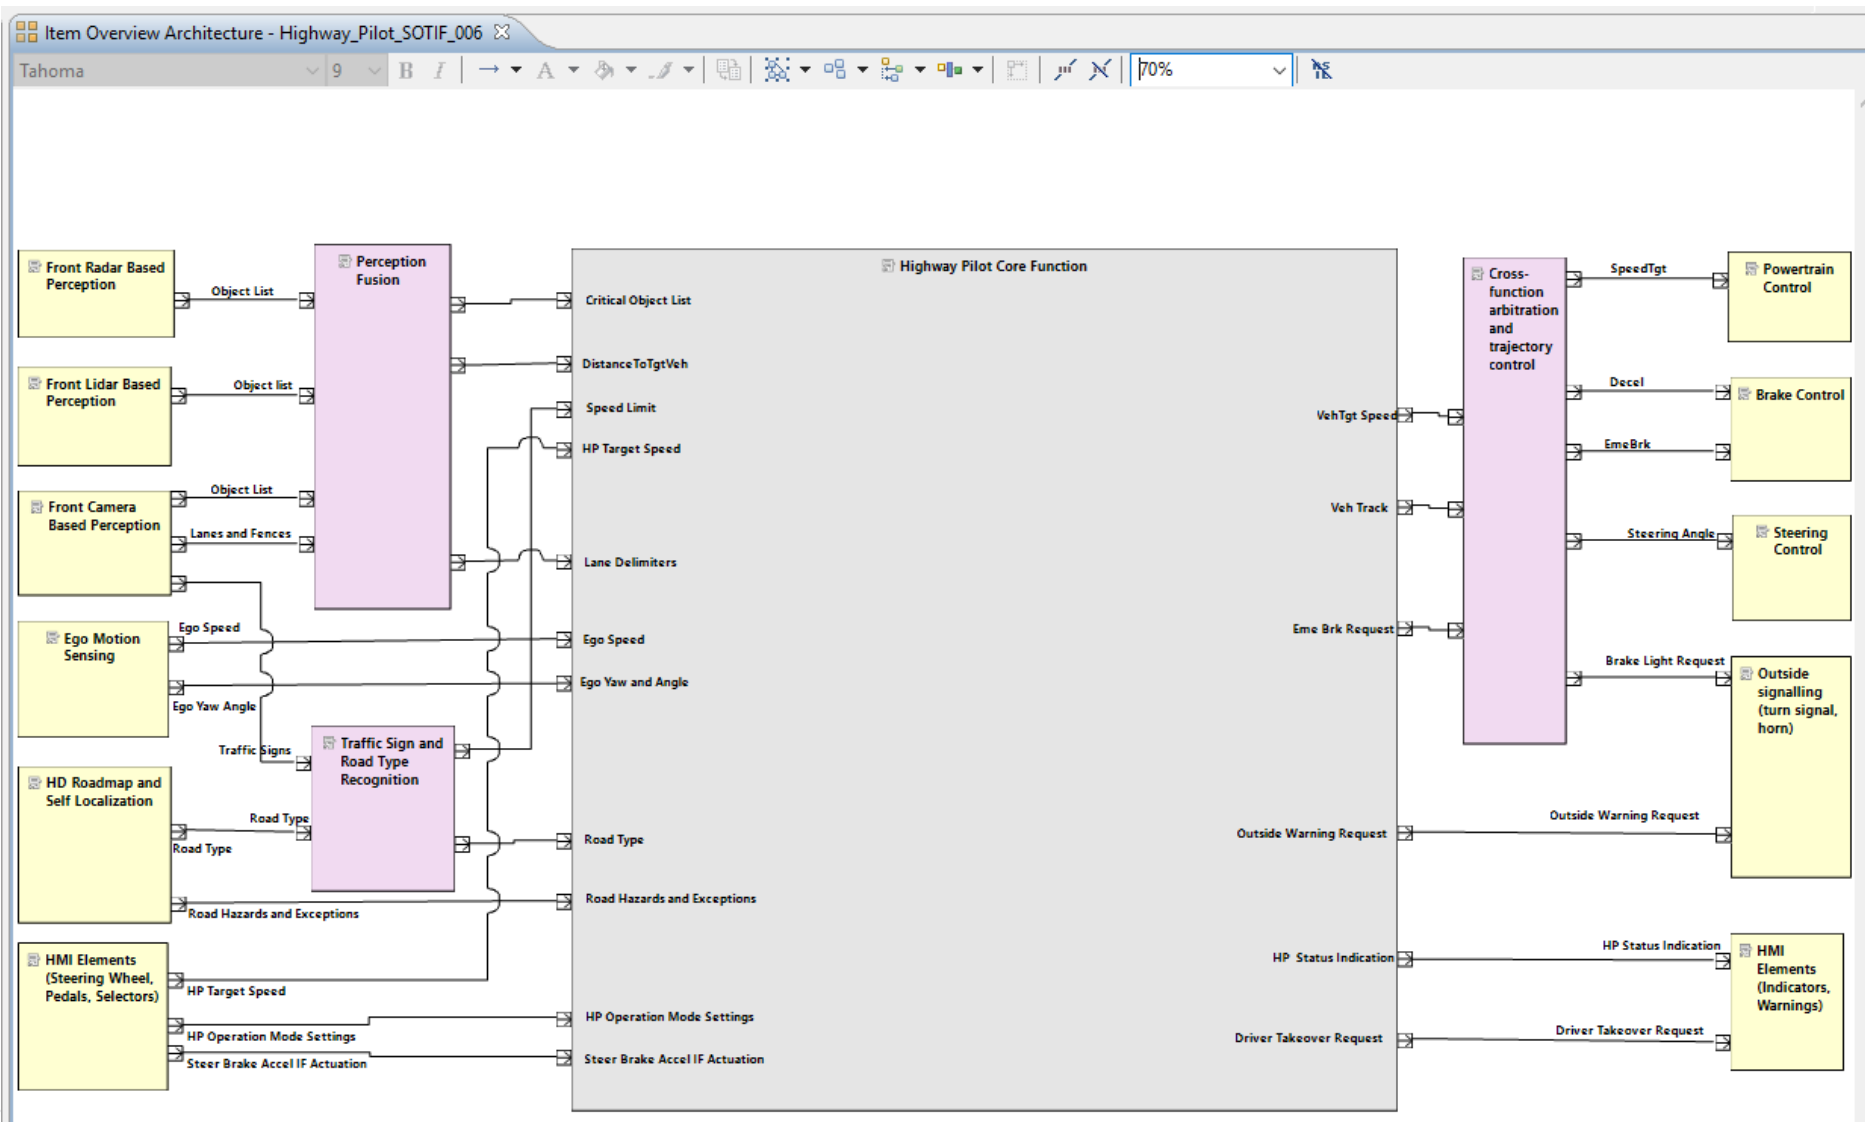 Item Overview Architecture - Highway_Pilot_SOTIF_006
Tahoma
9
B
I
A
70%
Front Radar Based
Perception
Object List
Front Lidar Based
Perception
Object list
Front Camera
Based Perception
Object List
Lanes and Fences
Ego Motion
Sensing
Ego Speed
Ego Yaw Angle
HD Roadmap and
Self Localization
Traffic Signs
Road Type
Road Type
Road Hazards and Exceptions
HMI Elements
(Steering Wheel,
Pedals, Selectors)
HP Target Speed
HP Operation Mode Settings
Steer Brake Accel IF Actuation
Perception
Fusion
Traffic Sign and
Road Type
Recognition
Highway Pilot Core Function
Critical Object List
DistanceToTgtVeh
Speed Limit
HP Target Speed
Lane Delimiters
Ego Speed
Ego Yaw and Angle
Road Type
Road Hazards and Exceptions
HP Operation Mode Settings
Steer Brake Accel IF Actuation
VehTgt Speed
Veh Track
Eme Brk Request
Outside Warning Request
HP Status Indication
Driver Takeover Request
Cross-
function
arbitration
and
trajectory
control
SpeedTgt
Decel
EmeBrk
Steering Angle
Brake Light Request
Outside Warning Request
HP Status Indication
Driver Takeover Request
Powertrain
Control
Brake Control
Steering
Control
Outside
signalling
(turn signal,
horn)
HMI
Elements
(Indicators,
Warnings)